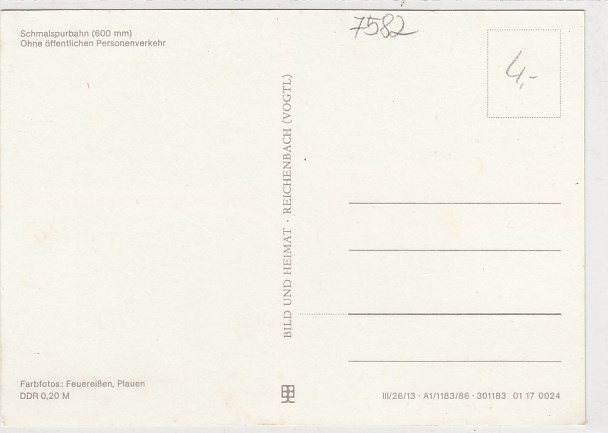 Schmalspurbahn (600 mm)
Ohne öffentlichen Personenverkehr
7582
4,-
BILD UND HEIMAT · REICHENBACH (VOGTL)
Farbfotos: Feuereißen, Plauen
DDR 0,20 M
III/26/13 · A1/1183/86 · 301183 01 17 0024